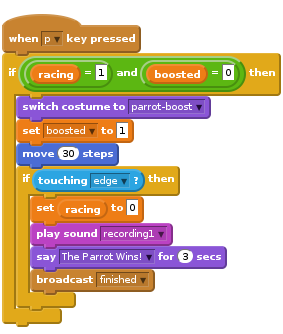 when p key pressed
if racing = 1 and boosted = 0 then
switch costume to parrot-boost
set boosted to 1
move 30 steps
if touching edge ? then
set racing to 0
play sound recording1
say The Parrot Wins! for 3 secs
broadcast finished